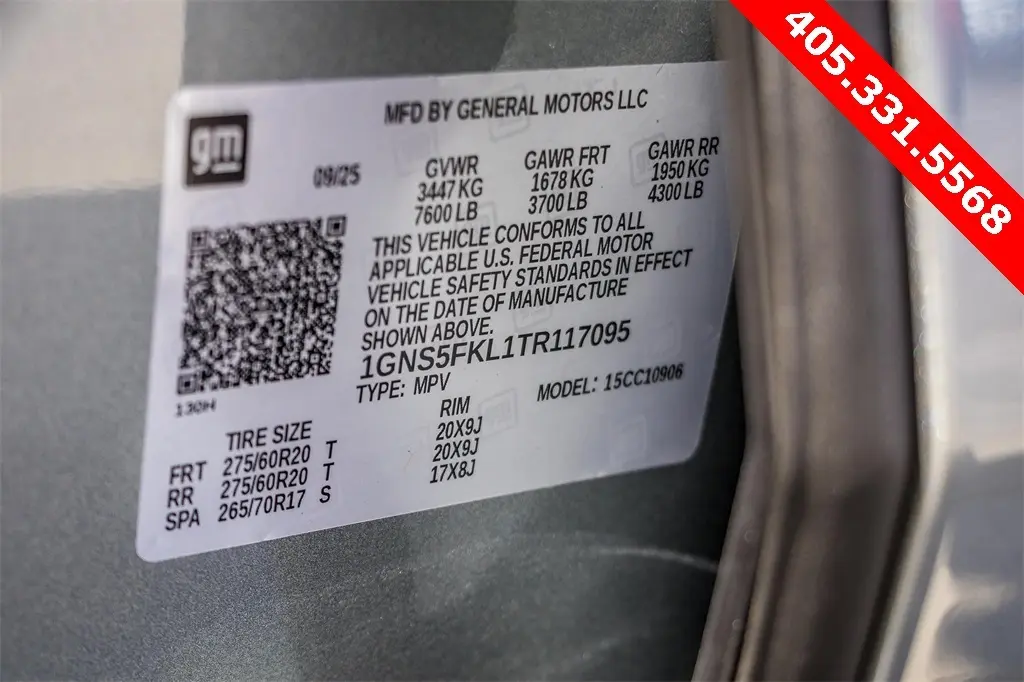 405.331.5568
MFD BY GENERAL MOTORS LLC
gm
09/25
GVWR GAWR FRT GAWR RR
3447 KG 1678 KG 1950 KG
7600 LB 3700 LB 4300 LB
THIS VEHICLE CONFORMS TO ALL
APPLICABLE U.S. FEDERAL MOTOR
VEHICLE SAFETY STANDARDS IN EFFECT
ON THE DATE OF MANUFACTURE
SHOWN ABOVE.
1GNS5FKL1TR117095
TYPE: MPV MODEL: 15CC10906
130H
TIRE SIZE RIM
FRT 275/60R20 T 20X9J
RR 275/60R20 T 20X9J
SPA 265/70R17 S 17X8J